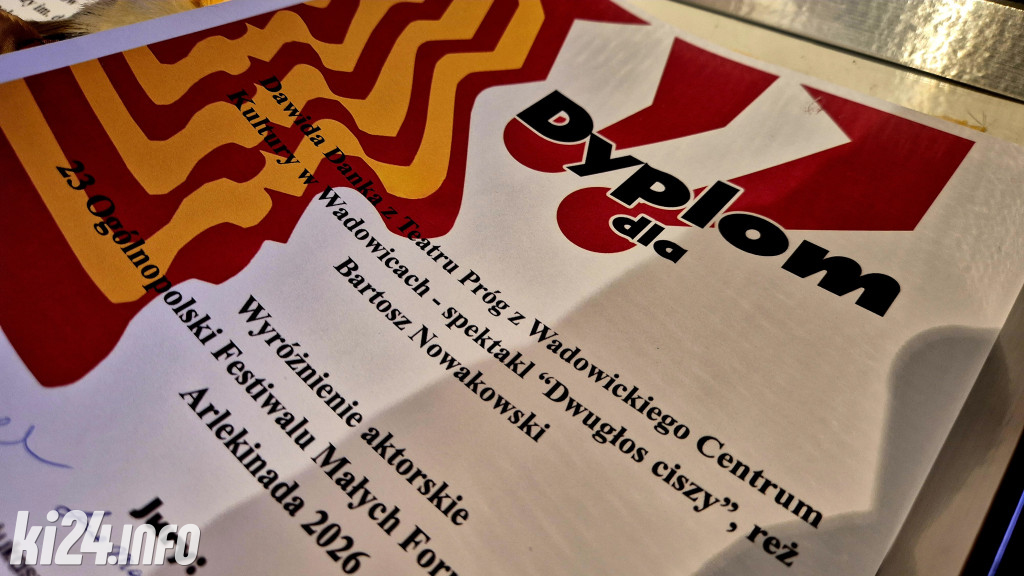 Dyplom
dla
Dawida Danka z Teatru Próg z Wadowickiego Centrum
Kultury w Wadowicach - spektakl “Dwugłos ciszy”, reż
Bartosz Nowakowski
Wyróżnienie aktorskie
23 Ogólnopolski Festiwalu Małych
Arlekinada 2026
ki24.info